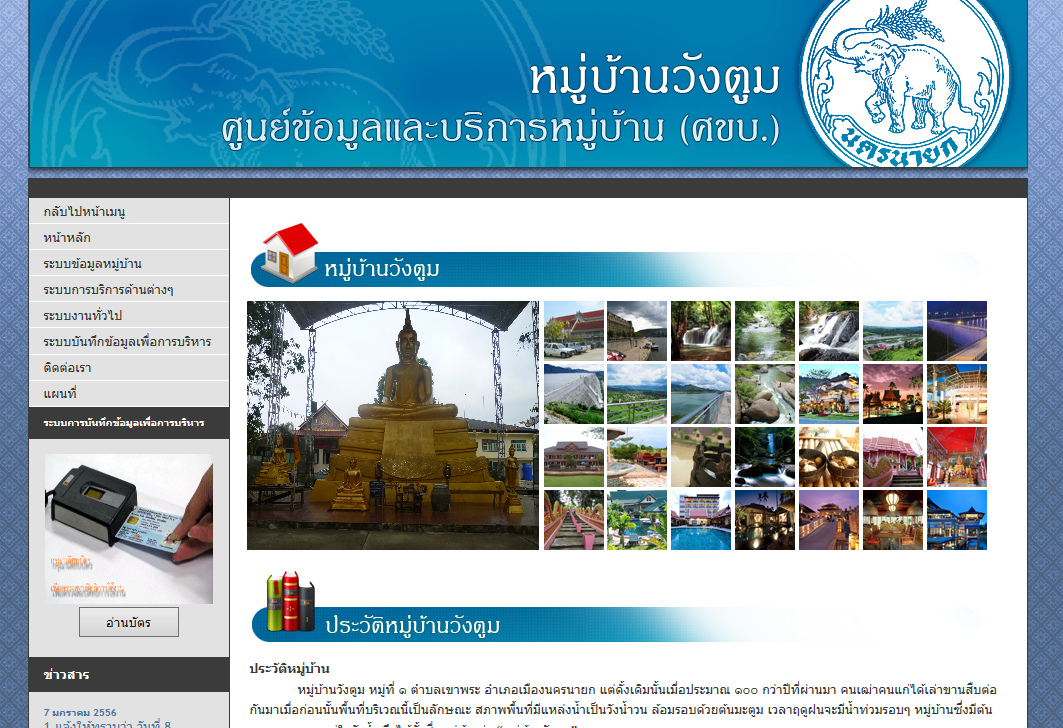 หมู่บ้านวังตูม
ศูนย์ข้อมูลและบริการหมู่บ้าน (ศขบ.)
นครนายก
กลับไปหน้าเมนู
หน้าหลัก
ระบบข้อมูลหมู่บ้าน
ระบบการบริการด้านต่างๆ
ระบบงานทั่วไป
ระบบบันทึกข้อมูลเพื่อการบริหาร
ติดต่อเรา
แผนที่
ระบบการบันทึกข้อมูลเพื่อการบริหาร
กรุณาเสียบบัตร
อ่านบัตร
ข่าวสาร
7 มกราคม 2556
1 แจ้งให้ทราบว่า วันที่ 8
หมู่บ้านวังตูม
ประวัติหมู่บ้านวังตูม
ประวัติหมู่บ้าน
หมู่บ้านวังตูม หมู่ที่ ๑ ตำบลเขาพระ อำเภอเมืองนครนายก แต่ดั้งเดิมนั้นเมื่อประมาณ ๑๐๐ กว่าปีที่ผ่านมา คนเฒ่าคนแก่ได้เล่าขานสืบต่อ
กันมาเมื่อก่อนนั้นพื้นที่บริเวณนี้เป็นลักษณะ สภาพพื้นที่มีแหล่งน้ำเป็นวังน้ำวน ล้อมรอบด้วยต้นมะตูม เวลาฤดูฝนจะมีน้ำท่วมรอบๆ หมู่บ้านซึ่งมีต้น